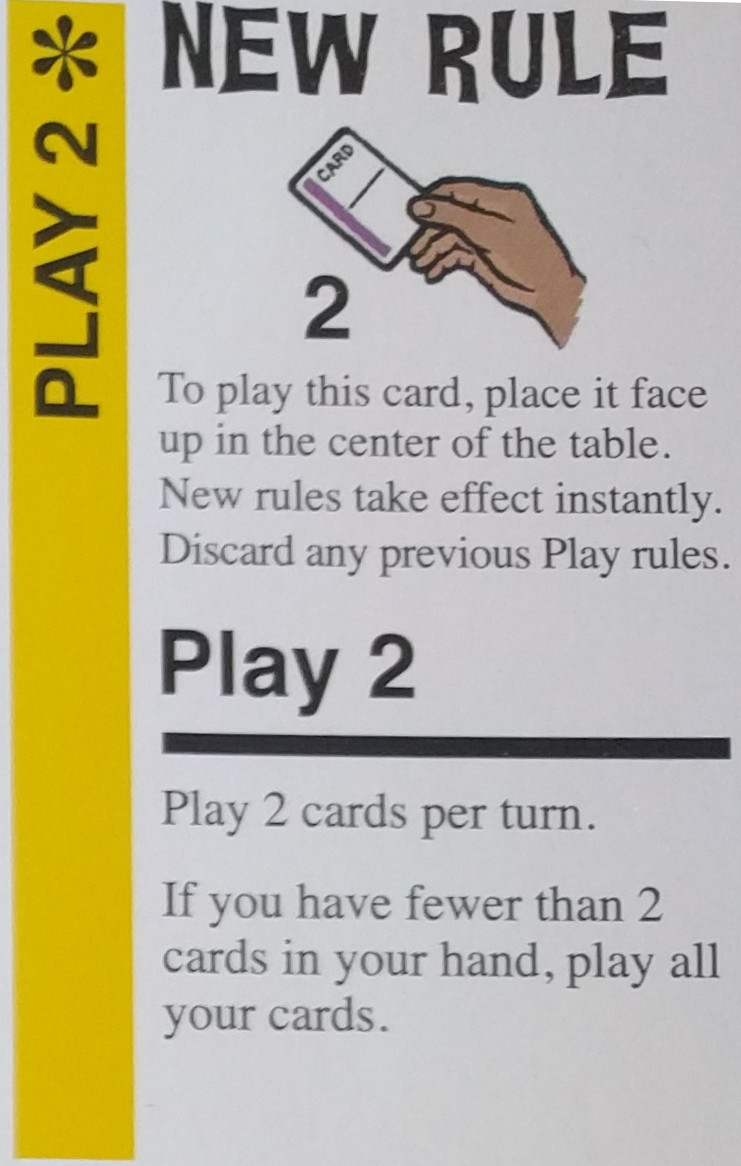 PLAY 2 *
NEW RULE
CARD
2
To play this card, place it face
up in the center of the table.
New rules take effect instantly.
Discard any previous Play rules.
Play 2
Play 2 cards per turn.
If you have fewer than 2
cards in your hand, play all
your cards.